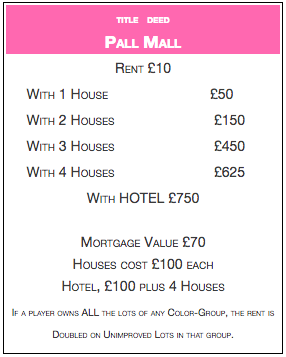 TITLE DEED
PALL MALL
RENT £10
WITH 1 HOUSE £50
WITH 2 HOUSES £150
WITH 3 HOUSES £450
WITH 4 HOUSES £625
WITH HOTEL £750
MORTGAGE VALUE £70
HOUSES COST £100 EACH
HOTEL, £100 PLUS 4 HOUSES
IF A PLAYER OWNS ALL THE LOTS OF ANY COLOR-GROUP, THE RENT IS
DOUBLED ON UNIMPROVED LOTS IN THAT GROUP.